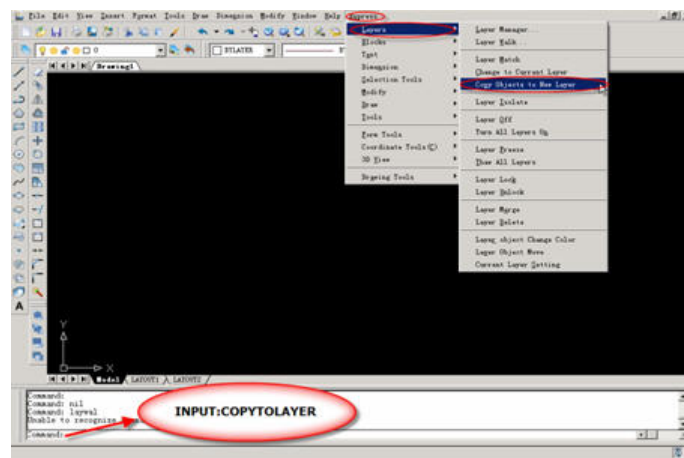 File Edit View Insert Format Tools Draw Dimension Modify Window Help Express
0
BYLAYER
Drawing1
Layers
Blocks
Text
Dimension
Selection Tools
Modify
Draw
Tools
Form Tools
Coordinate Tools(C)
3D View
Drawing Tools
Layer Manager...
Layer Walk...
Layer Match
Change to Current Layer
Copy Objects to New Layer
Layer Isolate
Layer Off
Turn All Layers On
Layer Freeze
Thaw All Layers
Layer Lock
Layer Unlock
Layer Merge
Layer Delete
Layer object Change Color
Layer Object Move
Current Layer Setting
A
Y
X
Model LAYOUT1 LAYOUT2
Command:
Command: nil
Command: laywal
Unable to recognize
Command:
INPUT:COPYTOLAYER